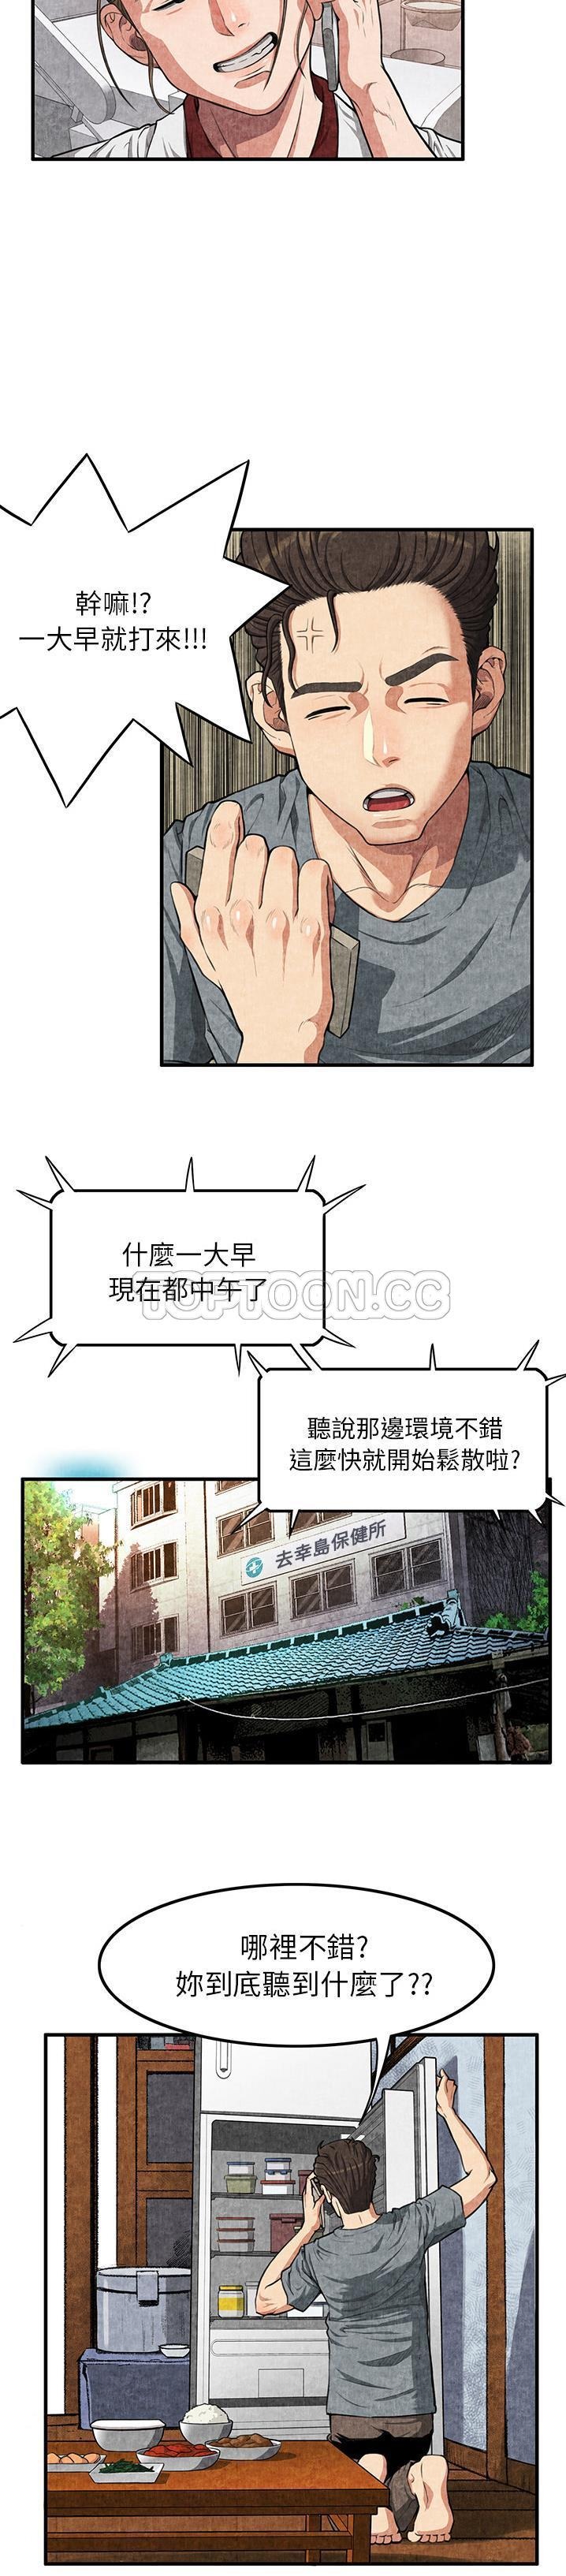 幹嘛!?
一大早就打來!!!
什麼一大早
現在都中午了
TOPTOON.CC
聽說那邊環境不錯
這麼快就開始鬆散啦?
去幸島保健所
哪裡不錯?
妳到底聽到什麼了??